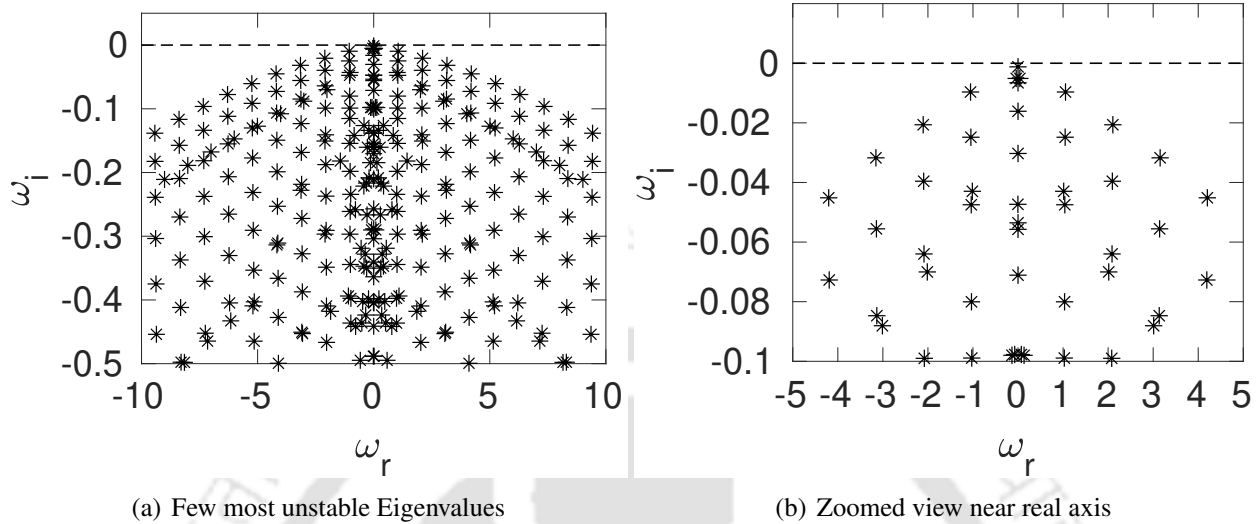 0
-0.1
-0.2
-0.3
-0.4
-0.5
ω_i
-10 -5 0 5 10
ω_r
(a) Few most unstable Eigenvalues
0
-0.02
-0.04
-0.06
-0.08
-0.1
ω_i
-5 -4 -3 -2 -1 0 1 2 3 4 5
ω_r
(b) Zoomed view near real axis